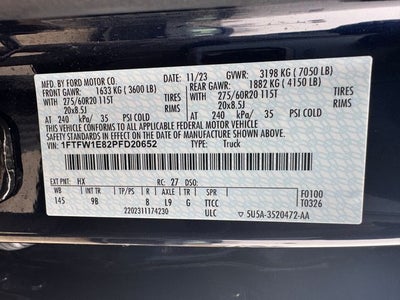 MFD. BY FORD MOTOR CO. 11/23 GVWR: 3198 KG ( 7050 LB)
FRONT GAWR: 1633 KG ( 3600 LB) REAR GAWR: 1882 KG ( 4150 LB)
275/60R20 115T TIRES 275/60R20 115T TIRES
20x8.5J RIMS 20x8.5J RIMS
AT 240 kPa/ 35 PSI COLD AT 240 kPa/ 35 PSI COLD
THIS VEHICLE CONFORMS TO ALL APPLICABLE FEDERAL MOTOR VEHICLE
SAFETY AND THEFT PREVENTION STANDARDS IN EFFECT ON THE DATE OF MANUFACTURE SHOWN ABOVE.
VIN: 1FTFW1E82PFD20652 TYPE: Truck
EXT PNT: HX RC: 27 DSO: F0100
WB INT TR TP/PS R AXLE TR SPR T0326
145 9B 8 L9 G TTCC
2202311174230 ULC ▽ 5U5A-3520472-AA